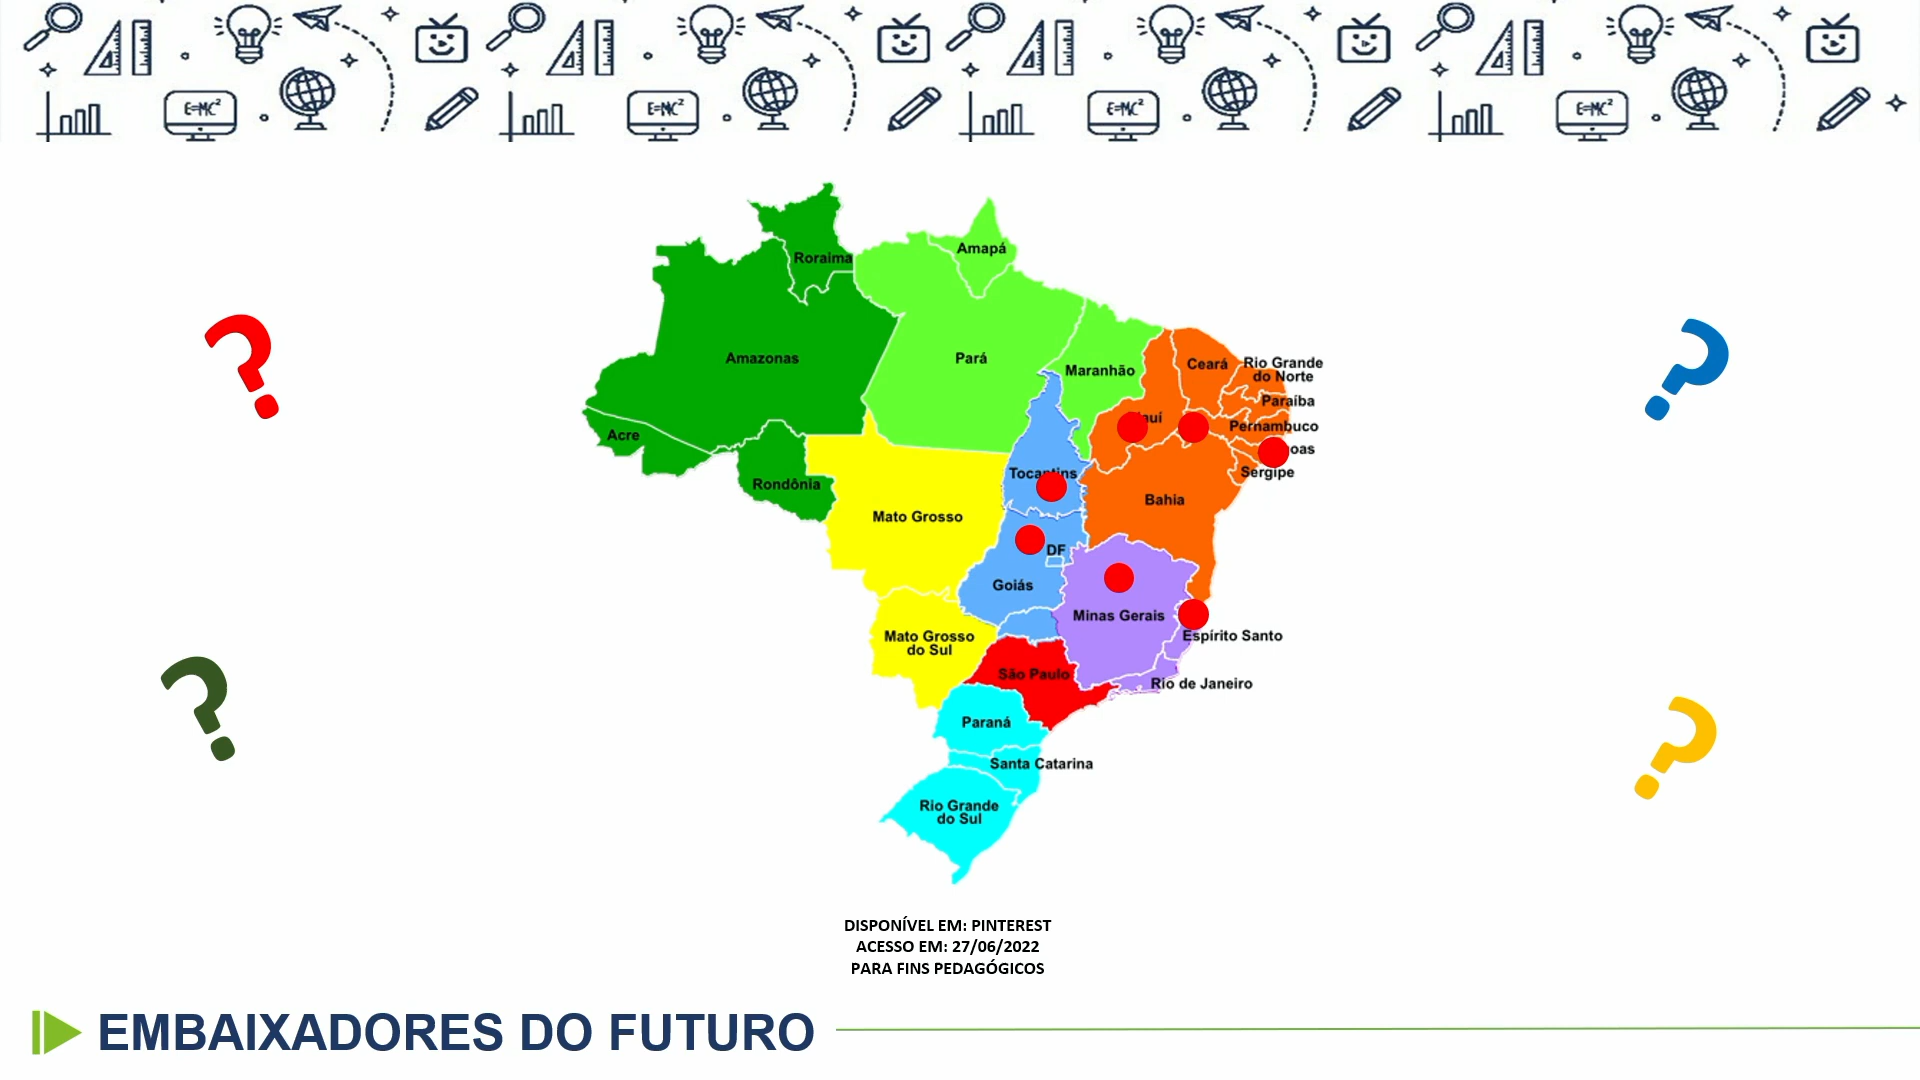 E=MC²
E=MC²
E=MC²
E=MC²
Roraima
Amapá
Amazonas
Pará
Maranhão
Ceará
Rio Grande
do Norte
Paraíba
Pernambuco
Sergipe
Acre
Rondônia
Tocantins
Mato Grosso
Bahia
DF
Goiás
Minas Gerais
Espírito Santo
Mato Grosso
do Sul
São Paulo
Rio de Janeiro
Paraná
Santa Catarina
Rio Grande
do Sul
DISPONÍVEL EM: PINTEREST
ACESSO EM: 27/06/2022
PARA FINS PEDAGÓGICOS
EMBAIXADORES DO FUTURO